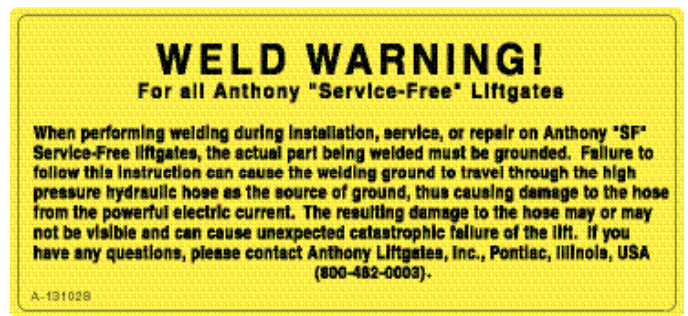 WELD WARNING!
For all Anthony "Service-Free" Liftgates
When performing welding during installation, service, or repair on Anthony "SF"
Service-Free liftgates, the actual part being welded must be grounded. Failure to
follow this instruction can cause the welding ground to travel through the high
pressure hydraulic hose as the source of ground, thus causing damage to the hose
from the powerful electric current. The resulting damage to the hose may or may
not be visible and can cause unexpected catastrophic failure of the lift. If you
have any questions, please contact Anthony Liftgates, Inc., Pontiac, Illinois, USA
(800-482-0003).
A-131028